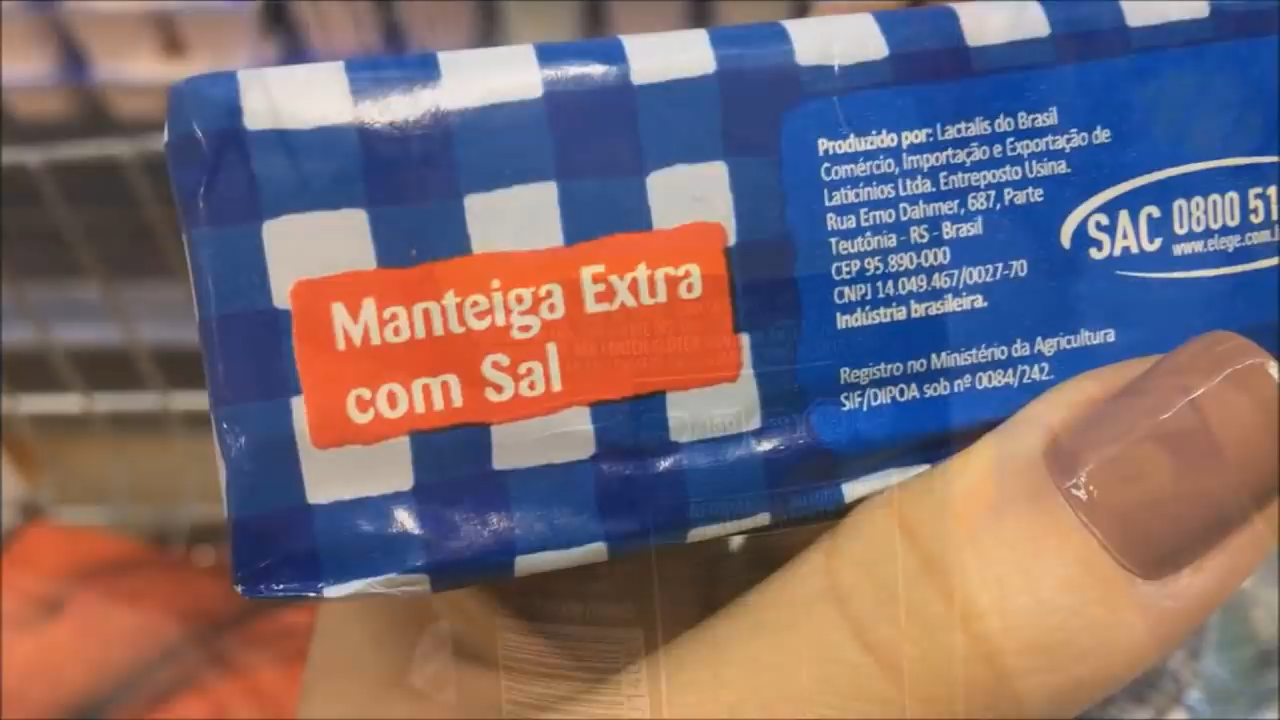 Manteiga Extra
com Sal
Produzido por: Lactalis do Brasil
Comércio, Importação e Exportação de
Laticínios Ltda. Entreposto Usina.
Rua Erno Dahmer, 687, Parte
Teutônia - RS - Brasil
CEP 95.890-000
CNPJ 14.049.467/0027-70
Indústria brasileira.
Registro no Ministério da Agricultura
SIF/DIPOA sob nº 0084/242.
SAC 0800 51
www.elege.com.